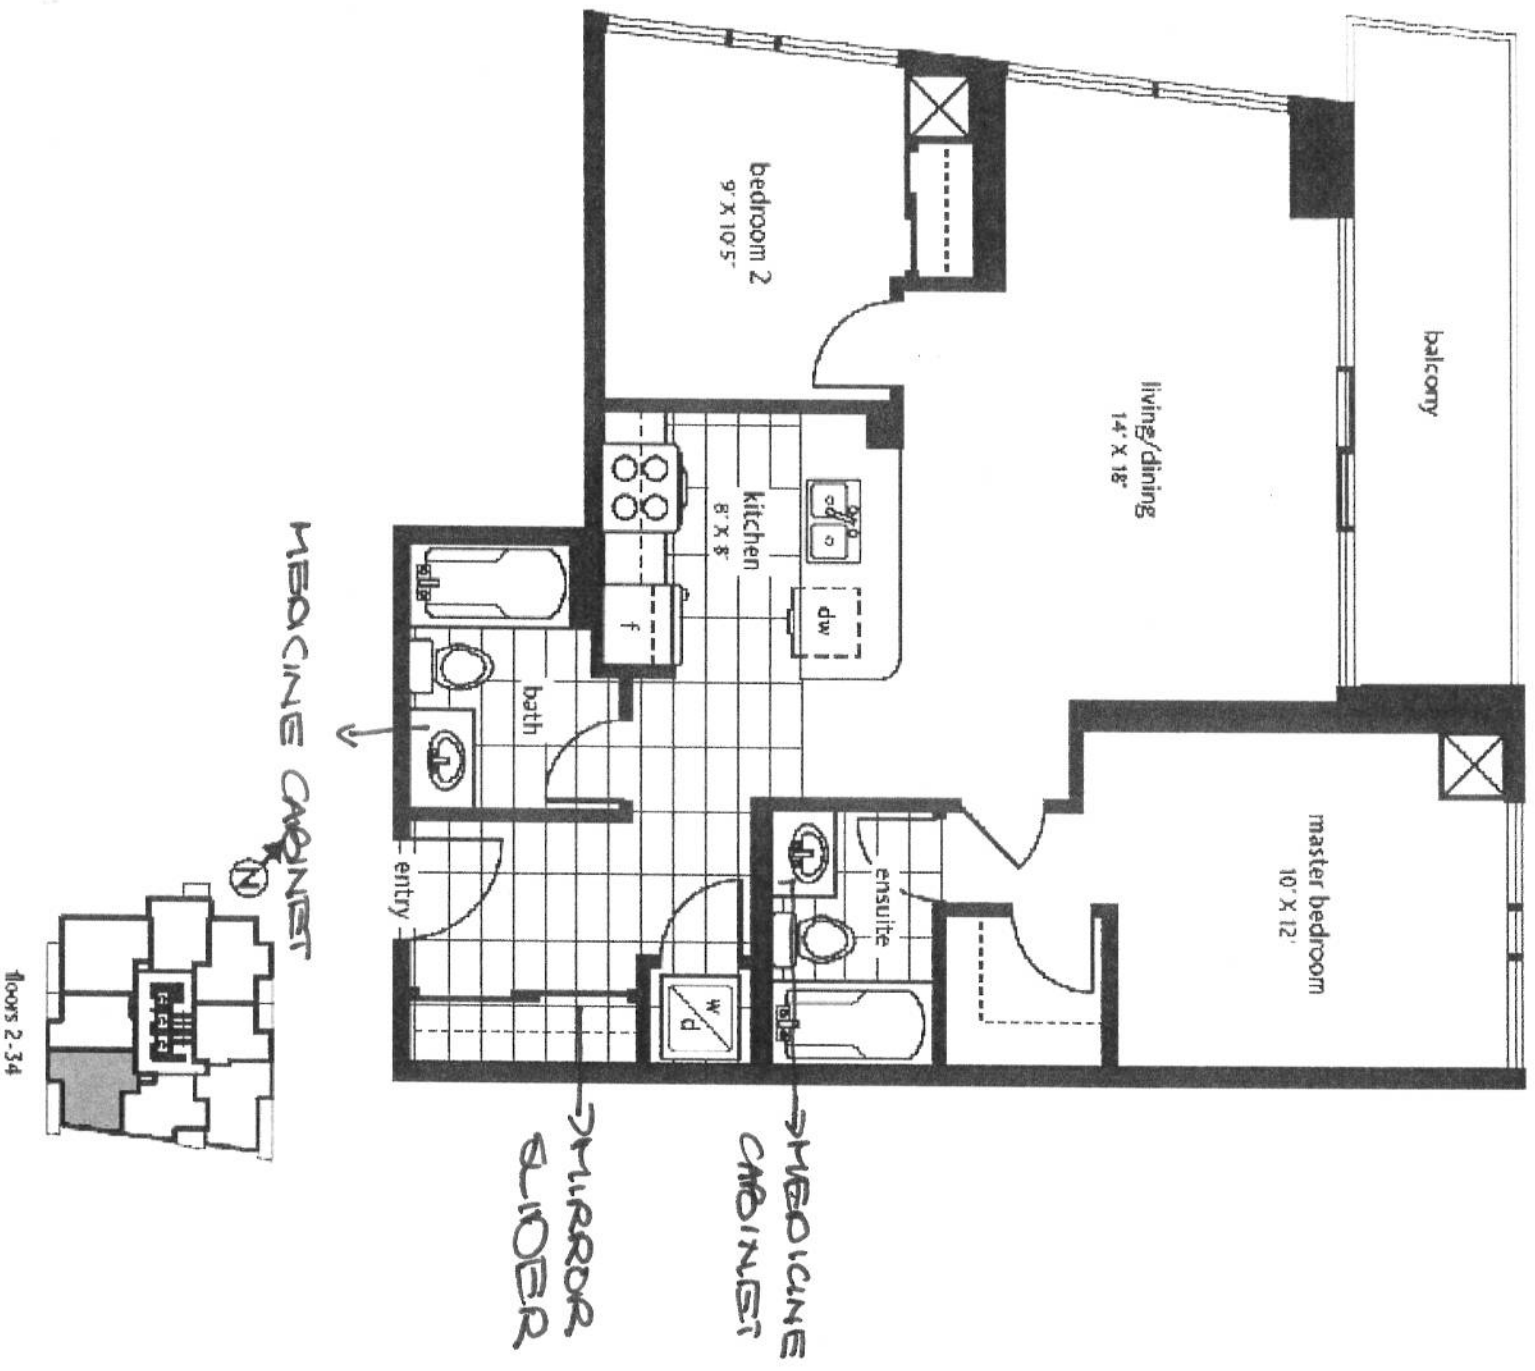 balcony
living/dining
14' X 18'
bedroom 2
9' X 10'5"
master bedroom
10' X 12'
kitchen
8' X 8'
dw
f
bath
ensuite
entry
w
d
MEDICINE CABINET
MEDICINE
CABINET
MIRROR
SLIDER
N
floors 2-34